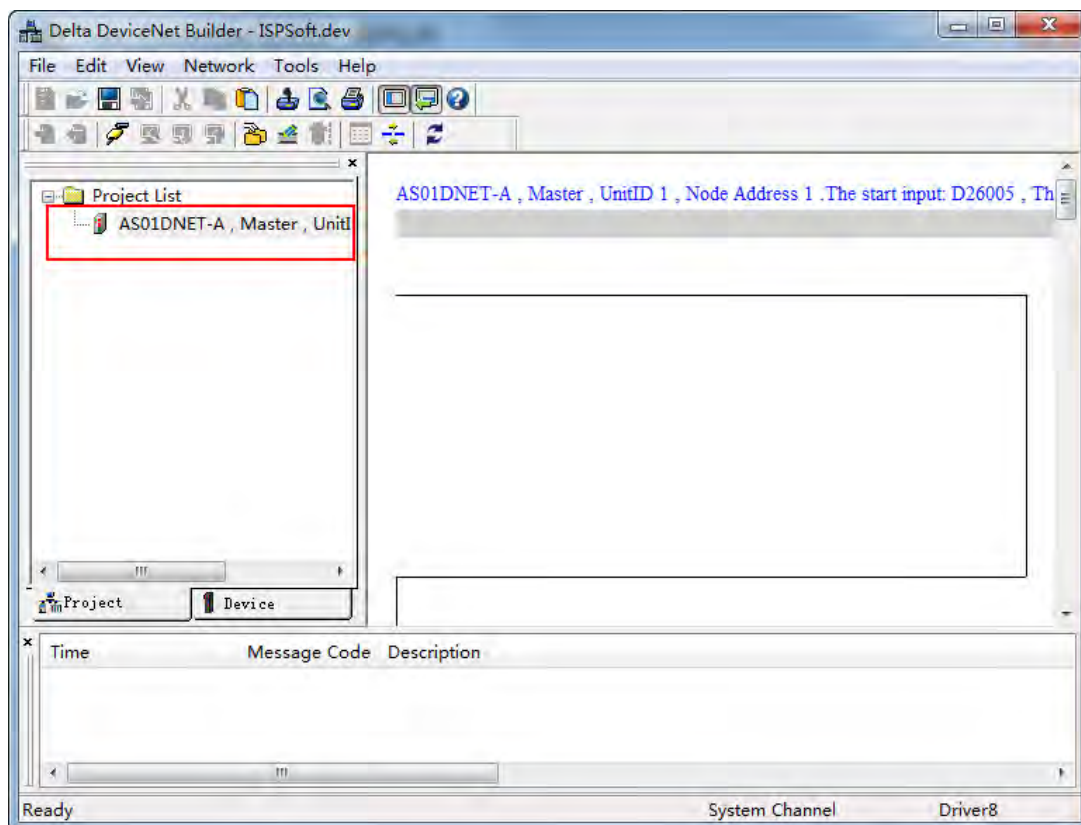 Delta DeviceNet Builder - ISPSoft.dev
File Edit View Network Tools Help
Project List
AS01DNET-A , Master , UnitI
AS01DNET-A , Master , UnitID 1 , Node Address 1 .The start input: D26005 , Th
Project Device
Time Message Code Description
Ready System Channel Driver8